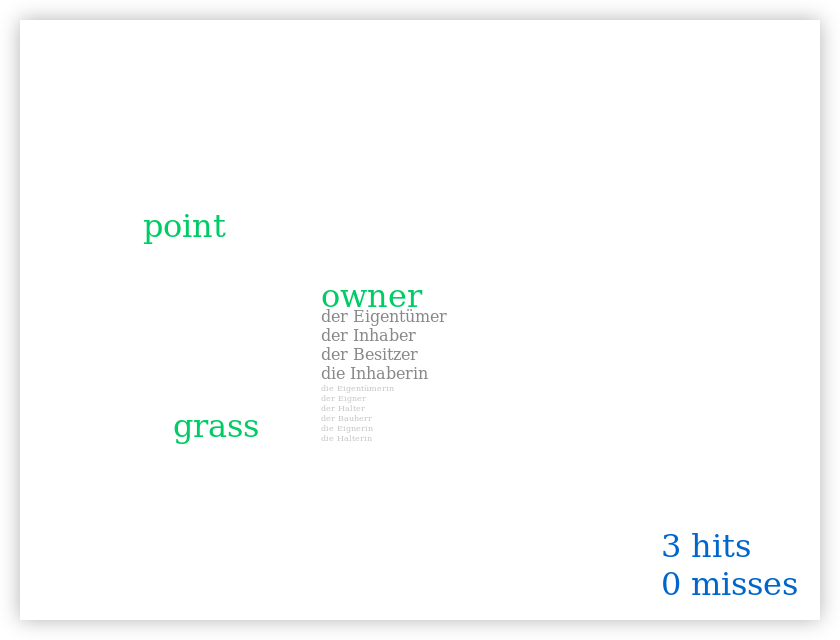 point
owner
der Eigentümer
der Inhaber
der Besitzer
die Inhaberin
die Eigentümerin
der Eigner
der Halter
der Bauherr
die Eignerin
die Halterin
grass
3 hits
0 misses